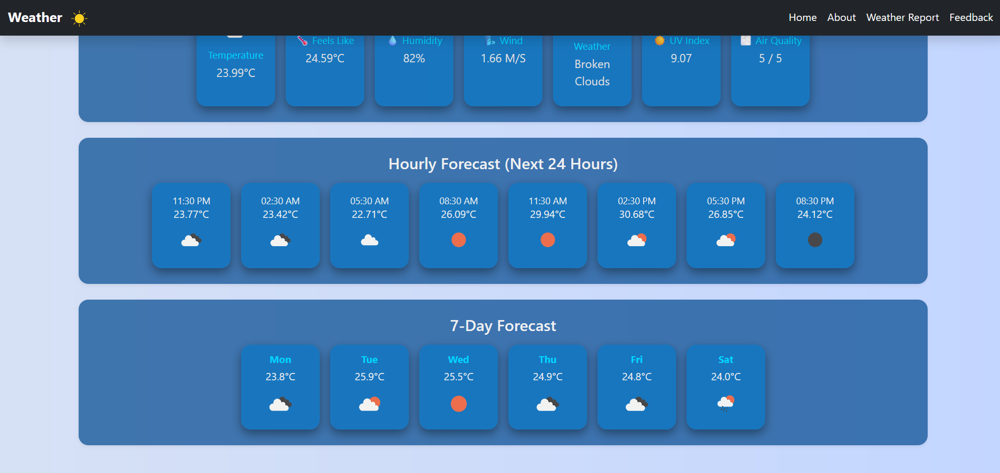 Weather
Home About Weather Report Feedback
Temperature
23.99°C
Feels Like
24.59°C
Humidity
82%
Wind
1.66 M/S
Weather
Broken
Clouds
UV Index
9.07
Air Quality
5 / 5
Hourly Forecast (Next 24 Hours)
11:30 PM
23.77°C
02:30 AM
23.42°C
05:30 AM
22.71°C
08:30 AM
26.09°C
11:30 AM
29.94°C
02:30 PM
30.68°C
05:30 PM
26.85°C
08:30 PM
24.12°C
7-Day Forecast
Mon
23.8°C
Tue
25.9°C
Wed
25.5°C
Thu
24.9°C
Fri
24.8°C
Sat
24.0°C